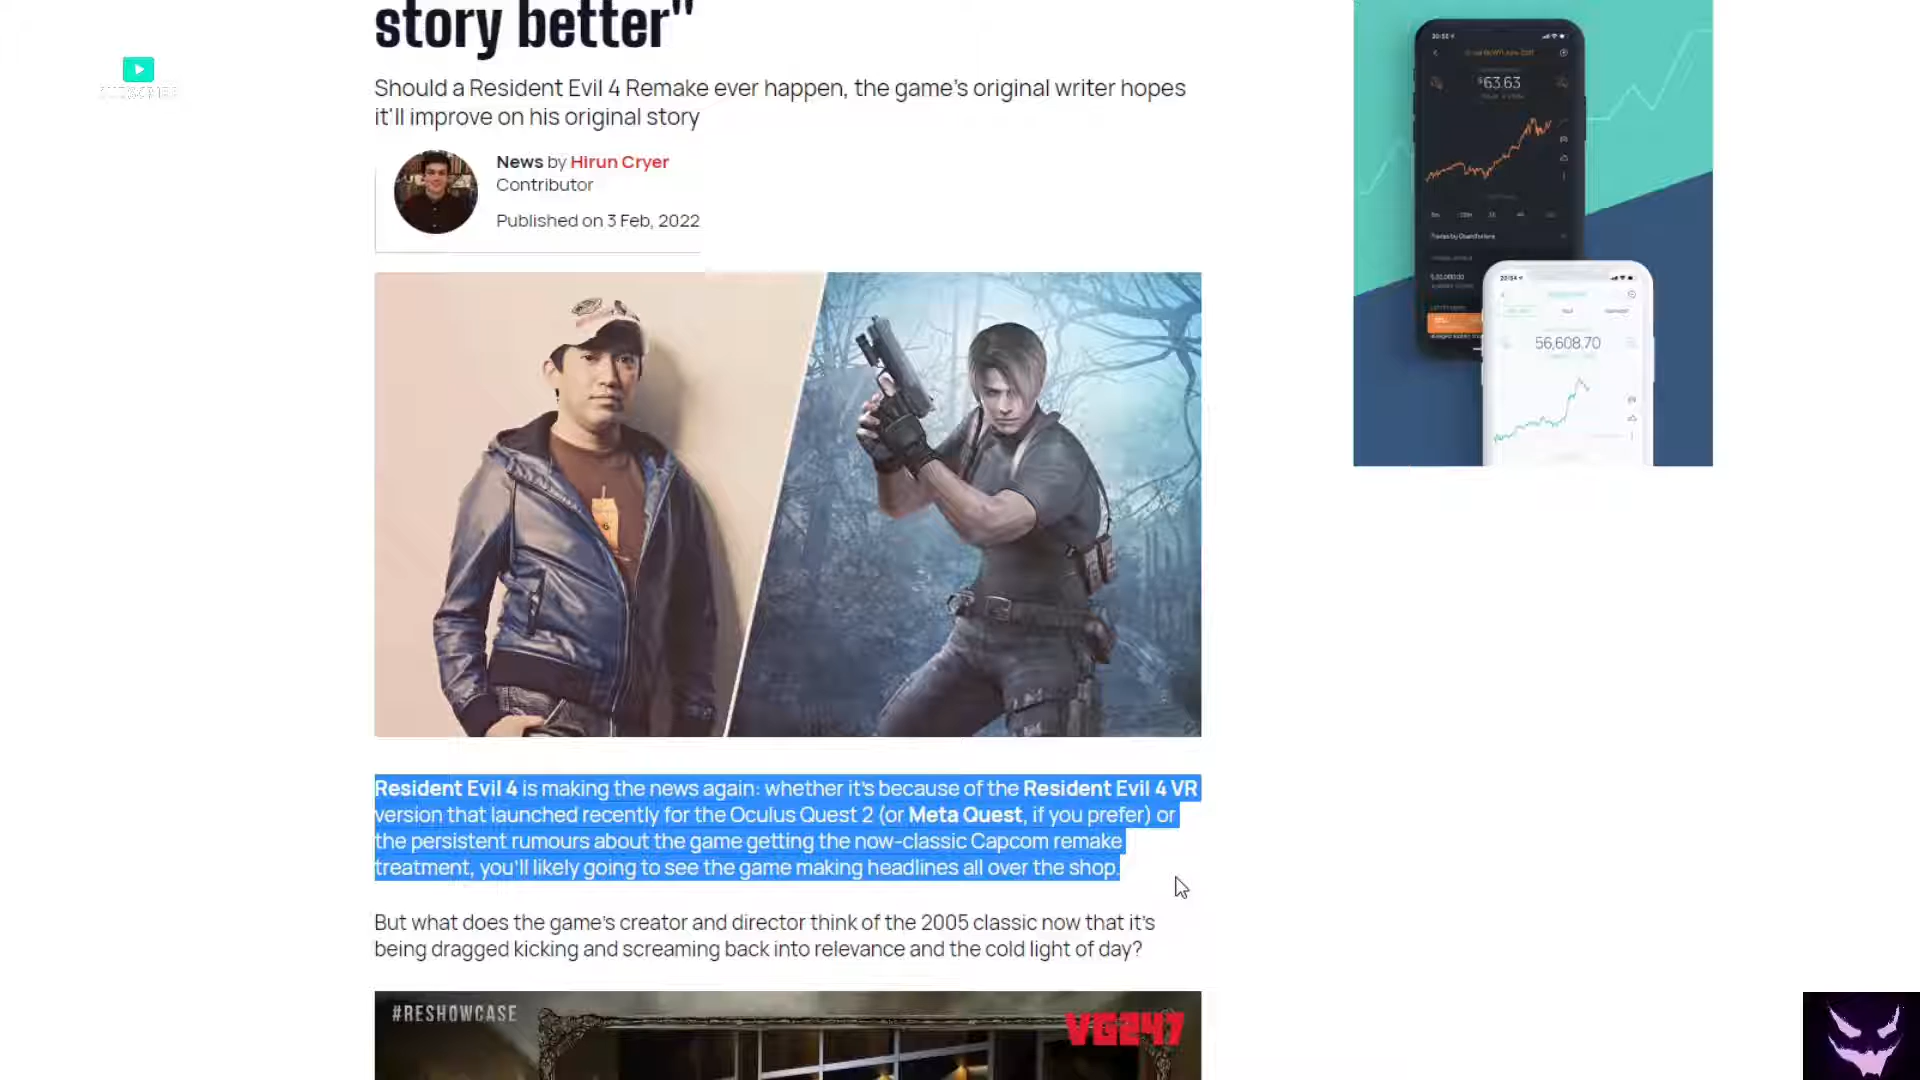 story better"
Should a Resident Evil 4 Remake ever happen, the game's original writer hopes
it'll improve on his original story
News by Hirun Cryer
Contributor
Published on 3 Feb, 2022
Resident Evil 4 is making the news again: whether it's because of the Resident Evil 4 VR
version that launched recently for the Oculus Quest 2 (or Meta Quest, if you prefer) or
the persistent rumours about the game getting the now-classic Capcom remake
treatment, you'll likely going to see the game making headlines all over the shop.
But what does the game's creator and director think of the 2005 classic now that it's
being dragged kicking and screaming back into relevance and the cold light of day?
#RESHOWCASE
VG247
$63.63
56,608.70